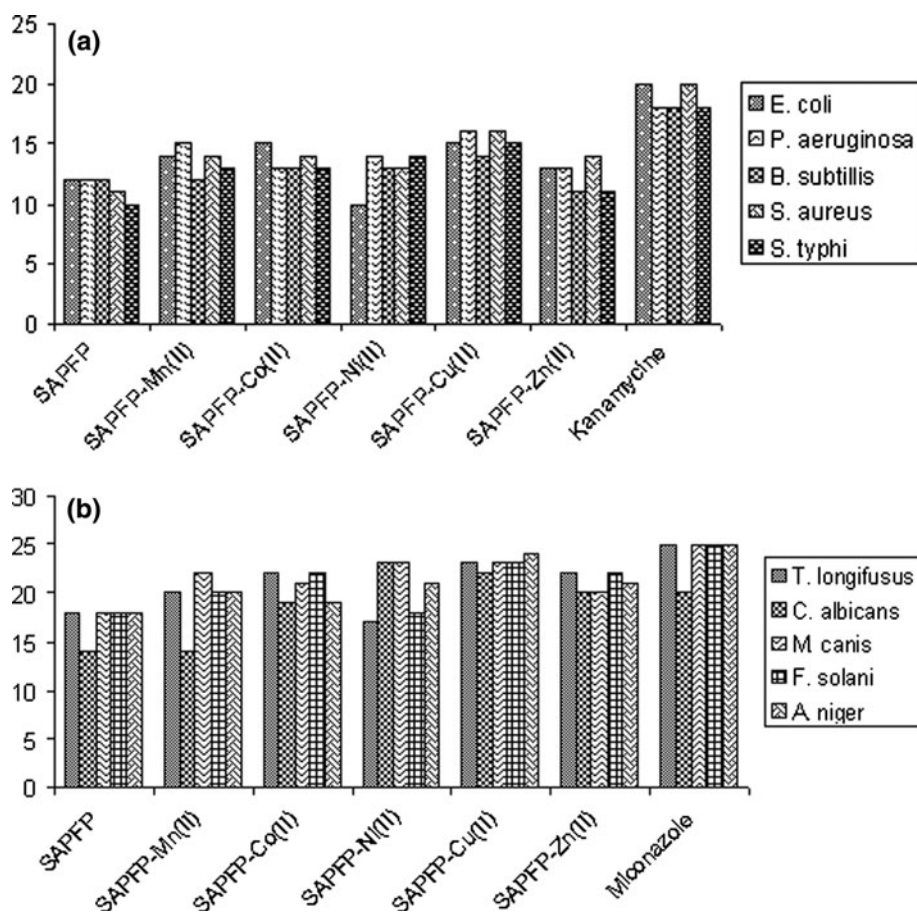 (a)
25
20
15
10
5
0
E. coli
P. aeruginosa
B. subtillis
S. aureus
S. typhi
SAPFP
SAPFP-Mn(II)
SAPFP-Co(II)
SAPFP-Ni(II)
SAPFP-Cu(II)
SAPFP-Zn(II)
Kanamycine
(b)
30
25
20
15
10
5
0
T. longifusus
C. albicans
M. canis
F. solani
A. niger
SAPFP
SAPFP-Mn(II)
SAPFP-Co(II)
SAPFP-Ni(II)
SAPFP-Cu(II)
SAPFP-Zn(II)
Miconazole